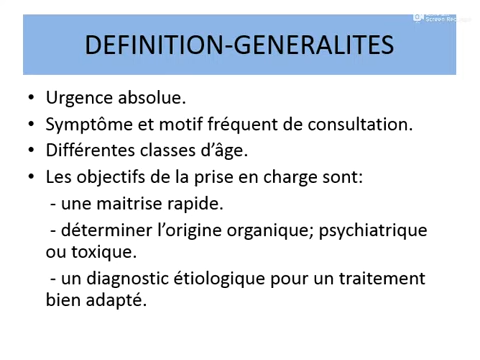 DEFINITION-GENERALITES
• Urgence absolue.
• Symptôme et motif fréquent de consultation.
• Différentes classes d’âge.
• Les objectifs de la prise en charge sont:
- une maitrise rapide.
- déterminer l’origine organique; psychiatrique
ou toxique.
- un diagnostic étiologique pour un traitement
bien adapté.